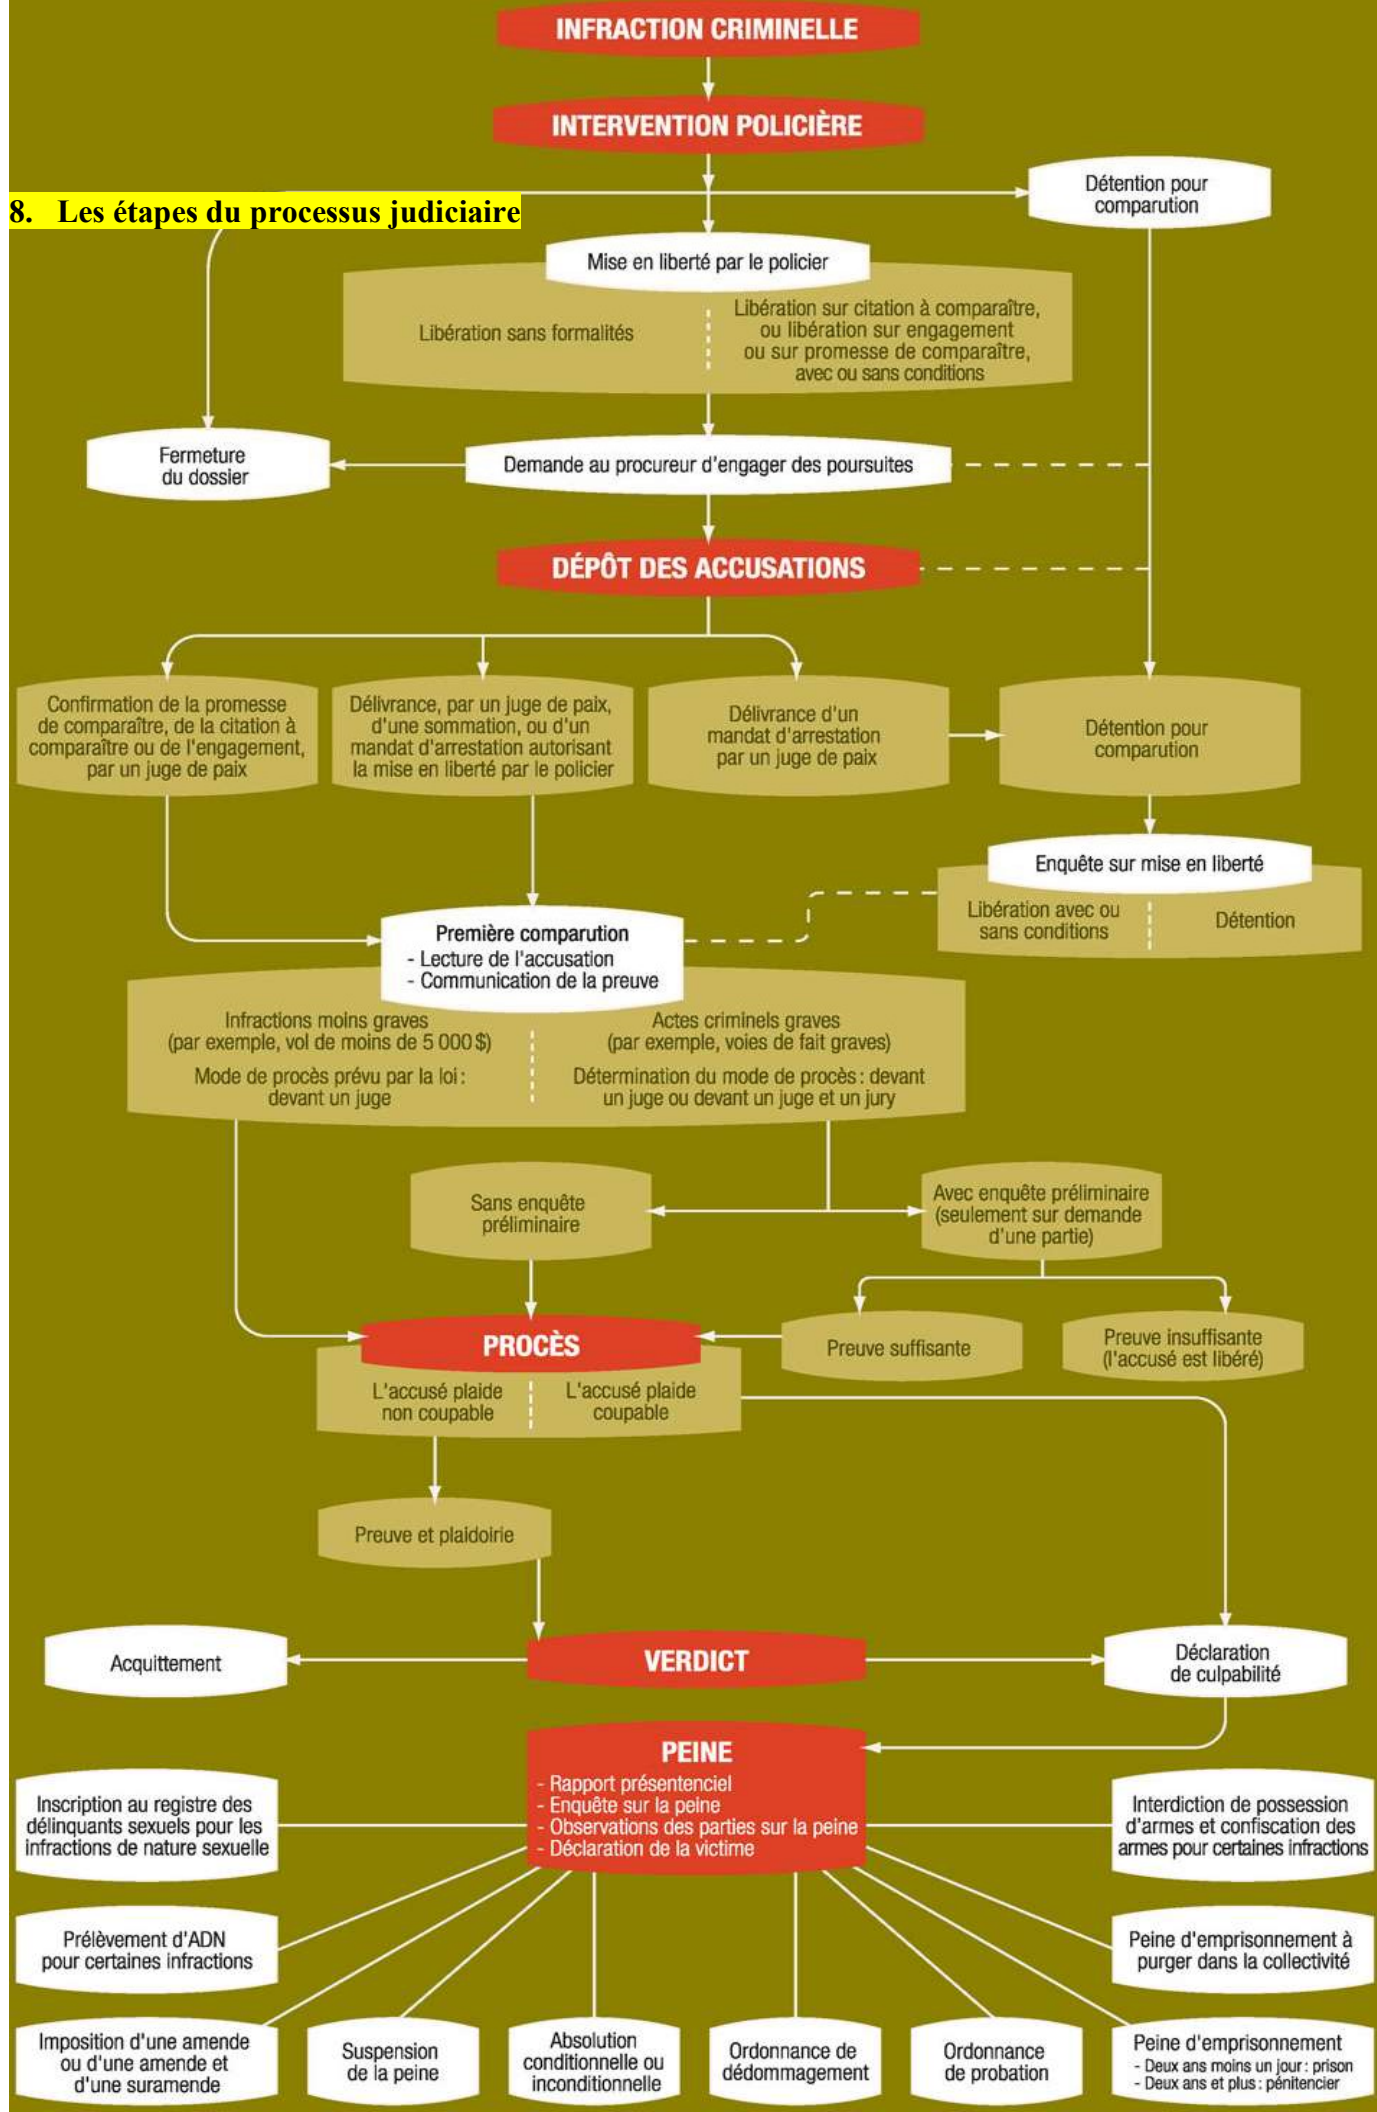 INFRACTION CRIMINELLE
INTERVENTION POLICIÈRE
Détention pour
comparution
8. Les étapes du processus judiciaire
Mise en liberté par le policier
Libération sans formalités
Libération sur citation à comparaître,
ou libération sur engagement
ou sur promesse de comparaître,
avec ou sans conditions
Fermeture
du dossier
Demande au procureur d'engager des poursuites
DÉPÔT DES ACCUSATIONS
Confirmation de la promesse
de comparaître, de la citation à
comparaître ou de l'engagement,
par un juge de paix
Délivrance, par un juge de paix,
d'une sommation, ou d'un
mandat d'arrestation autorisant
la mise en liberté par le policier
Délivrance d'un
mandat d'arrestation
par un juge de paix
Détention pour
comparution
Enquête sur mise en liberté
Libération avec ou
sans conditions
Détention
Première comparution
- Lecture de l'accusation
- Communication de la preuve
Infractions moins graves
(par exemple, vol de moins de 5 000 $)
Mode de procès prévu par la loi :
devant un juge
Actes criminels graves
(par exemple, voies de fait graves)
Détermination du mode de procès : devant
un juge ou devant un juge et un jury
Sans enquête
préliminaire
Avec enquête préliminaire
(seulement sur demande
d'une partie)
PROCÈS
Preuve suffisante
Preuve insuffisante
(l'accusé est libéré)
L'accusé plaide
non coupable
L'accusé plaide
coupable
Preuve et plaidoirie
Acquittement
VERDICT
Déclaration
de culpabilité
PEINE
- Rapport présentenciel
- Enquête sur la peine
- Observations des parties sur la peine
- Déclaration de la victime
Inscription au registre des
délinquants sexuels pour les
infractions de nature sexuelle
Interdiction de possession
d'armes et confiscation des
armes pour certaines infractions
Prélèvement d'ADN
pour certaines infractions
Peine d'emprisonnement à
purger dans la collectivité
Imposition d'une amende
ou d'une amende et
d'une suramende
Suspension
de la peine
Absolution
conditionnelle ou
inconditionnelle
Ordonnance de
dédommagement
Ordonnance
de probation
Peine d'emprisonnement
- Deux ans moins un jour : prison
- Deux ans et plus : pénitencier